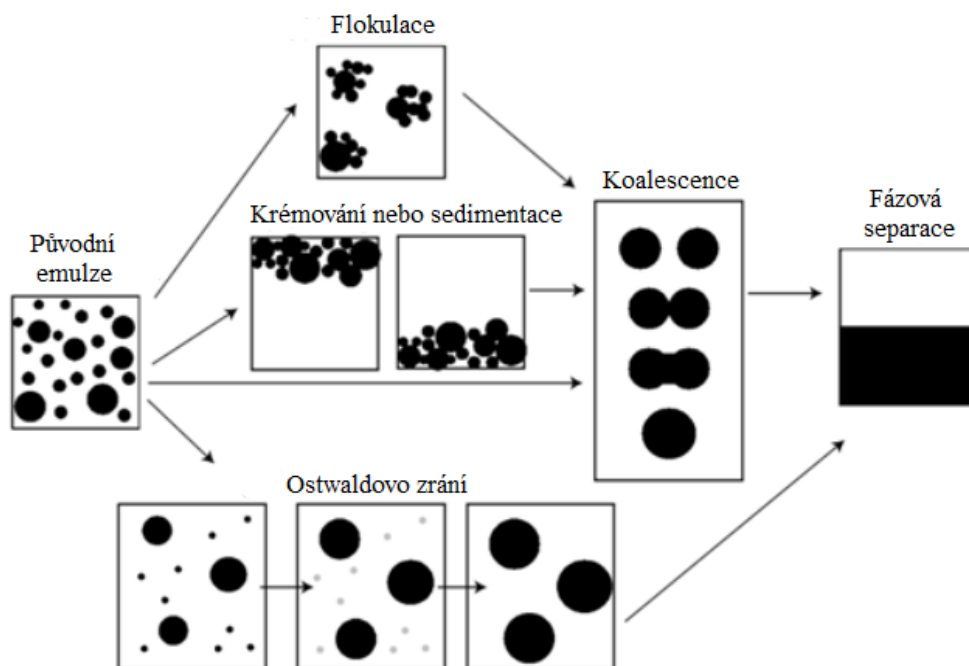 Flokulace
Krémování nebo sedimentace
Koalescence
Fázová
separace
Původní
emulze
Ostwaldovo zrání